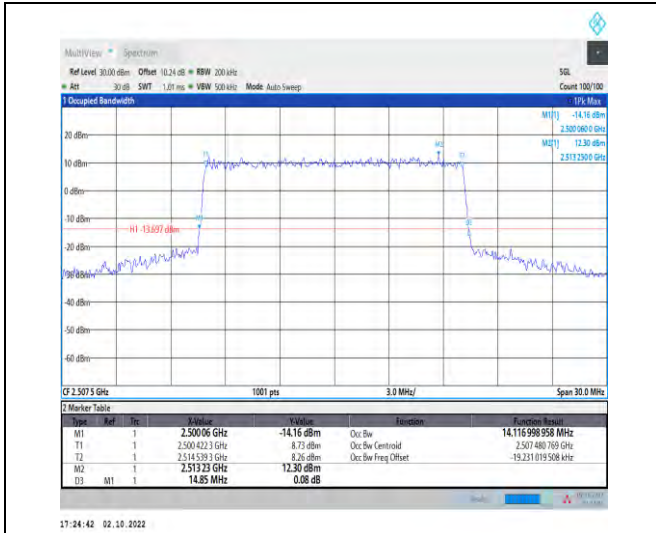 MultiView Spectrum
Ref Level 30.00 dBm Offset 10.24 dB RBW 200 kHz SGL
Att 30 dB SWT 1.01 ms VBW 500 kHz Mode Auto Sweep Count 100/100
1 Occupied Bandwidth 1Pk Max
M1[1] -14.16 dBm
2.500 060 0 GHz
M2[1] 12.30 dBm
2.513 250 0 GHz
20 dBm
M2
T1 T2
10 dBm
0 dBm
-10 dBm
M1
H1 -13.697 dBm
-20 dBm
-30 dBm
-40 dBm
-50 dBm
-60 dBm
CF 2.507 5 GHz 1001 pts 3.0 MHz/ Span 30.0 MHz
2 Marker Table
Type Ref Trc X-Value Y-Value Function Function Result
M1 1 2.500 06 GHz -14.16 dBm Occ Bw 14.116 998 958 MHz
T1 1 2.500 422 3 GHz 8.73 dBm Occ Bw Centroid 2.507 480 769 GHz
T2 1 2.514 539 3 GHz 8.26 dBm Occ Bw Freq Offset -19.231 019 508 kHz
M2 1 2.513 23 GHz 12.30 dBm
D3 M1 1 14.85 MHz 0.08 dB
17:24:42 02.10.2022